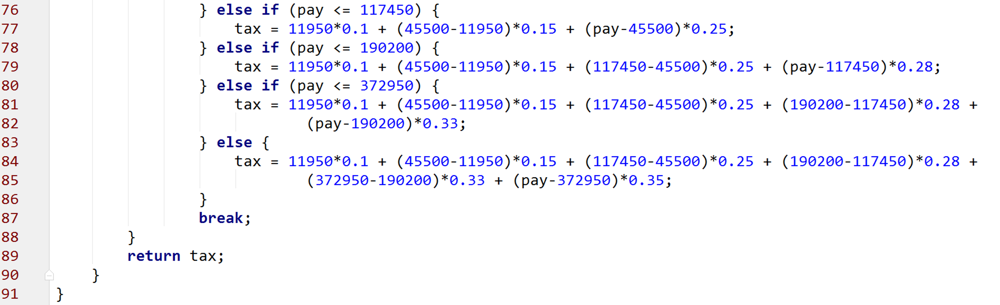 76 } else if (pay <= 117450) {
77 tax = 11950*0.1 + (45500-11950)*0.15 + (pay-45500)*0.25;
78 } else if (pay <= 190200) {
79 tax = 11950*0.1 + (45500-11950)*0.15 + (117450-45500)*0.25 + (pay-117450)*0.28;
80 } else if (pay <= 372950) {
81 tax = 11950*0.1 + (45500-11950)*0.15 + (117450-45500)*0.25 + (190200-117450)*0.28 +
82 (pay-190200)*0.33;
83 } else {
84 tax = 11950*0.1 + (45500-11950)*0.15 + (117450-45500)*0.25 + (190200-117450)*0.28 +
85 (372950-190200)*0.33 + (pay-372950)*0.35;
86 }
87 break;
88 }
89 return tax;
90 }
91 }